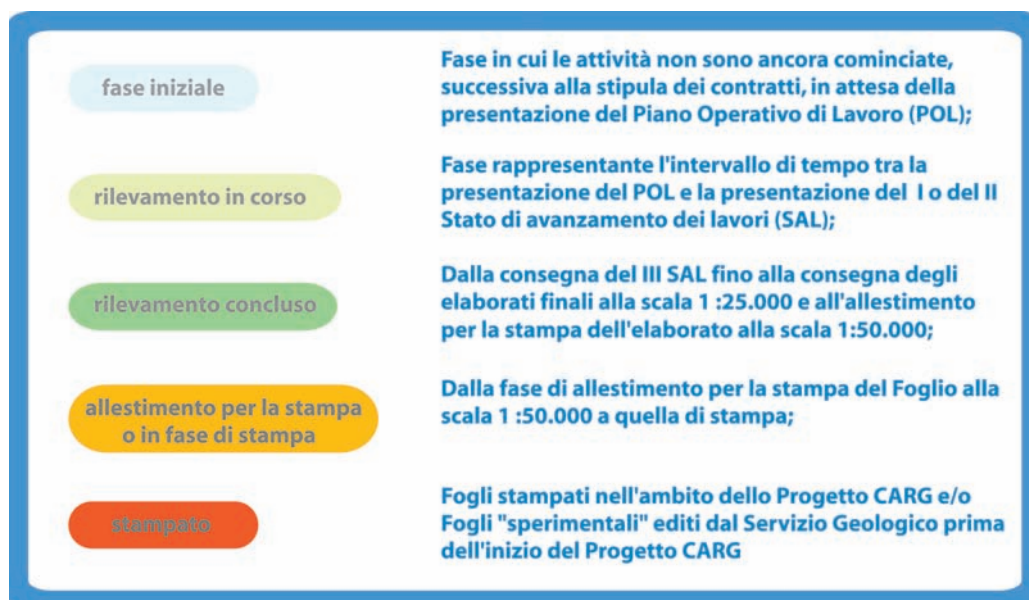 fase iniziale
Fase in cui le attività non sono ancora cominciate,
successiva alla stipula dei contratti, in attesa della
presentazione del Piano Operativo di Lavoro (POL);
rilevamento in corso
Fase rappresentante l'intervallo di tempo tra la
presentazione del POL e la presentazione del I o del II
Stato di avanzamento dei lavori (SAL);
rilevamento concluso
Dalla consegna del III SAL fino alla consegna degli
elaborati finali alla scala 1 :25.000 e all'allestimento
per la stampa dell'elaborato alla scala 1:50.000;
allestimento per la stampa
o in fase di stampa
Dalla fase di allestimento per la stampa del Foglio alla
scala 1 :50.000 a quella di stampa;
stampato
Fogli stampati nell'ambito dello Progetto CARG e/o
Fogli "sperimentali" editi dal Servizio Geologico prima
dell'inizio del Progetto CARG